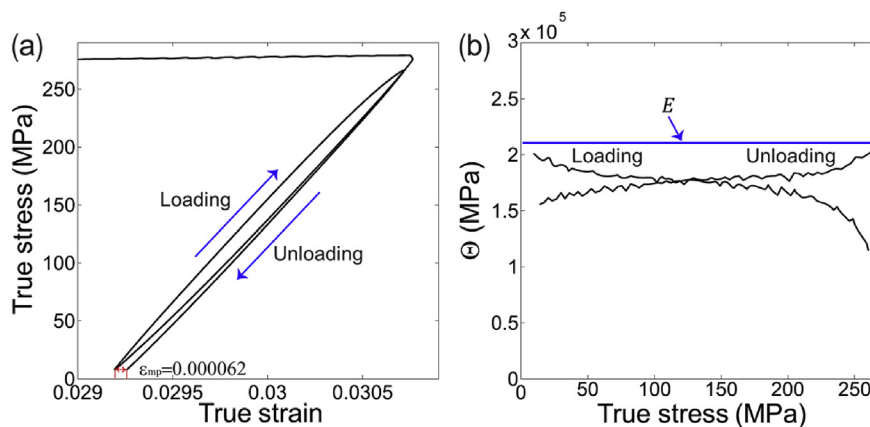 (a)
True stress (MPa)
250
200
150
100
50
0
Loading
Unloading
εmp=0.000062
0.029
0.0295
0.03
0.0305
True strain
(b)
3 x 10 5
2.5
2
1.5
1
0.5
0
Θ (MPa)
E
Loading
Unloading
50
100
150
200
250
True stress (MPa)